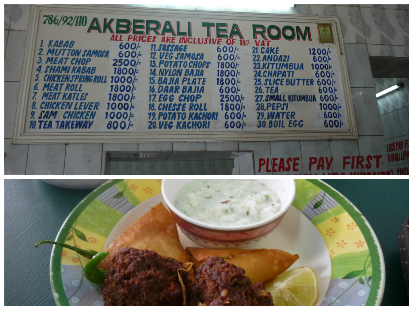 786/92/110
AKBERALI TEA ROOM
ALL PRICES ARE INCLUSIVE OF 18% VAT
1. KABAB 600/-
2. MUTTON SAMOSA 600/-
3. MEAT CHOP 2500
4. SHAMI KABAB 1800
5. CHICKEN SPRING ROLL 1000
6. MEAT ROLL 1800
7. MEAT KATLES 1800
8. CHICKEN LEVER 1000
9. SAM CHICKEN 1000/-
10. TEA TAKEWAY 800/-
11. SOSSAGE 600/-
12. VEG SAMOSA 600/-
13. POTATO CHOPS 1800
14. NYLON BAJIA
15. BAJIA PLATE
16. DAAR BAJIA 600/-
17. EGG CHOP 2500
18. CHEESE ROLL 1800
19. POTATO KACHORI 600/-
20. VEG KACHORI 600/-
21. CAKE 1200/-
22. ANDAZI 600/-
23. KITUMBUA 1000
24. CHAPATI 600/-
25. SLICE BUTTER 600/-
26. TEA 600/-
27. SMALL KITUMBUA 600/-
28. PEPSI 600/-
29. WATER 600/-
30. BOIL EGG 600/-
PLEASE PAY FIRST